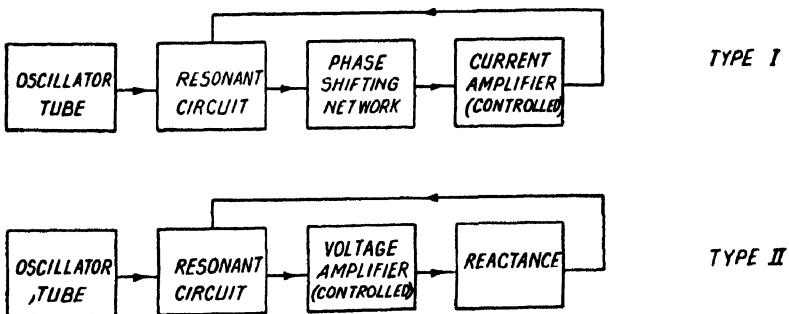 OSCILLATOR
TUBE
RESONANT
CIRCUIT
PHASE
SHIFTING
NETWORK
CURRENT
AMPLIFIER
(CONTROLLED)
TYPE I
OSCILLATOR
,TUBE
RESONANT
CIRCUIT
VOLTAGE
AMPLIFIER
(CONTROLLED)
REACTANCE
TYPE II